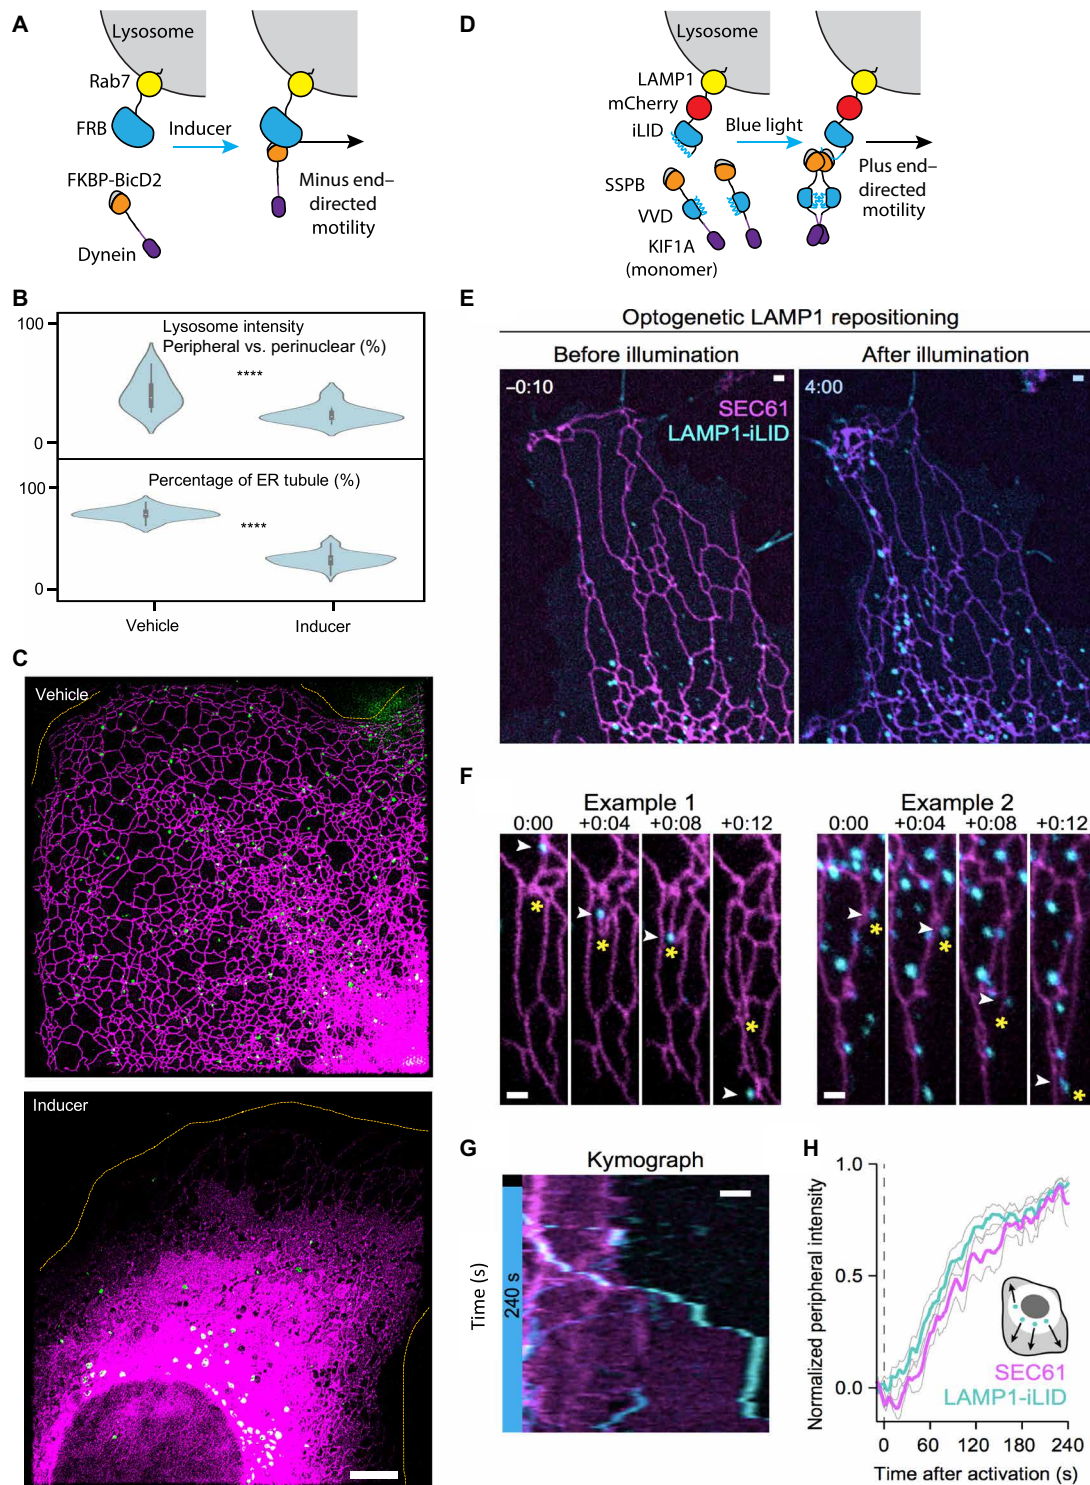 A
Lysosome
Rab7
FRB
Inducer
FKBP-BicD2
Minus end–
directed
motility
Dynein
B
100
Lysosome intensity
Peripheral vs. perinuclear (%)
****
0
100
Percentage of ER tubule (%)
****
0
Vehicle
Inducer
C
Vehicle
Inducer
D
Lysosome
LAMP1
mCherry
iLID
Blue light
SSPB
VVD
KIF1A
(monomer)
Plus end–
directed
motility
E
Optogenetic LAMP1 repositioning
Before illumination
After illumination
–0:10
SEC61
LAMP1-iLID
4:00
F
Example 1
0:00
+0:04
+0:08
+0:12
*
*
*
*
Example 2
0:00
+0:04
+0:08
+0:12
*
*
*
*
G
Kymograph
Time (s)
240 s
H
Normalized peripheral intensity
1.0
0.5
0.0
SEC61
LAMP1-iLID
0 60 120 180 240
Time after activation (s)